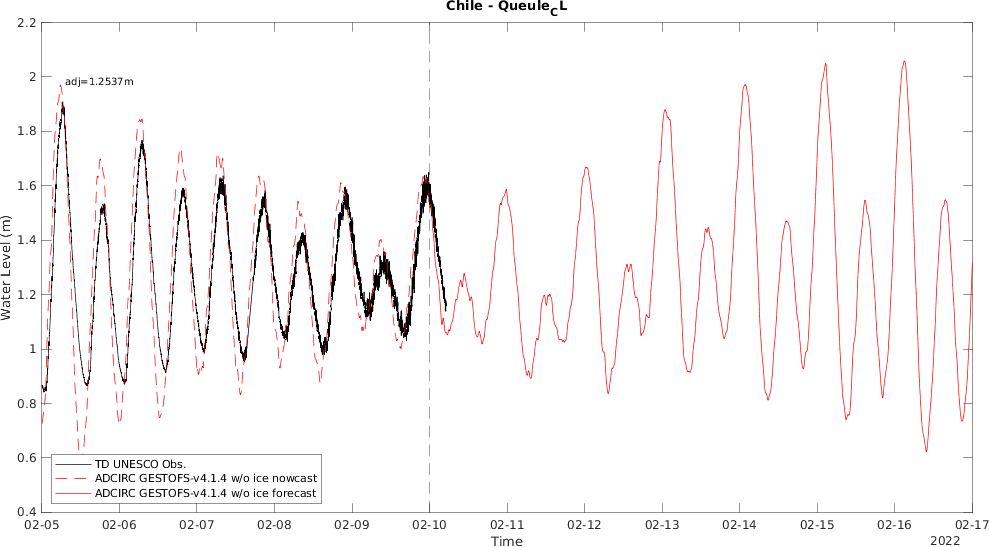 Chile - Queule_CL
2.2
2
1.8
1.6
1.4
1.2
1
0.8
0.6
0.4
Water Level (m)
adj=1.2537m
TD UNESCO Obs.
ADCIRC GESTOFS-v4.1.4 w/o ice nowcast
ADCIRC GESTOFS-v4.1.4 w/o ice forecast
02-05 02-06 02-07 02-08 02-09 02-10 02-11 02-12 02-13 02-14 02-15 02-16 02-17
Time
2022